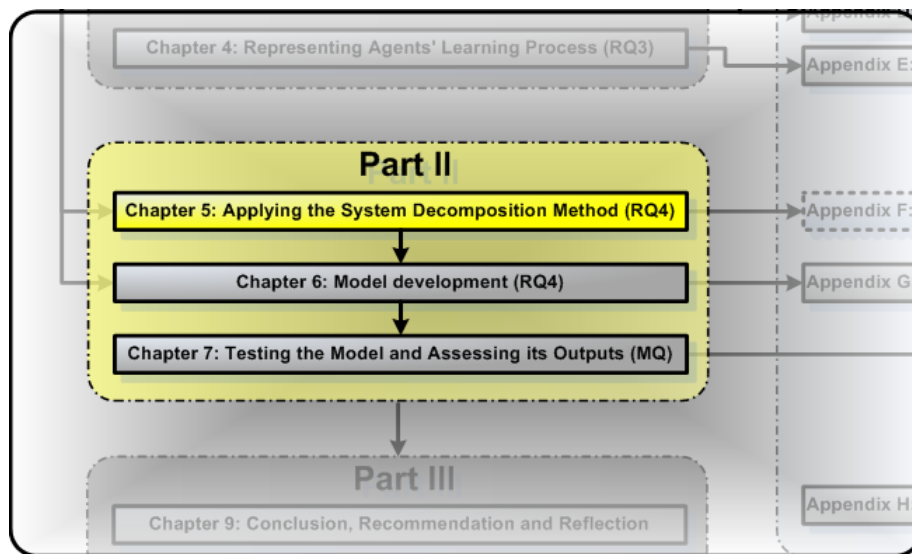 Chapter 4: Representing Agents' Learning Process (RQ3)
Appendix E:
Part II
Chapter 5: Applying the System Decomposition Method (RQ4)
Appendix F:
Chapter 6: Model development (RQ4)
Appendix G
Chapter 7: Testing the Model and Assessing its Outputs (MQ)
Part III
Appendix H:
Chapter 9: Conclusion, Recommendation and Reflection